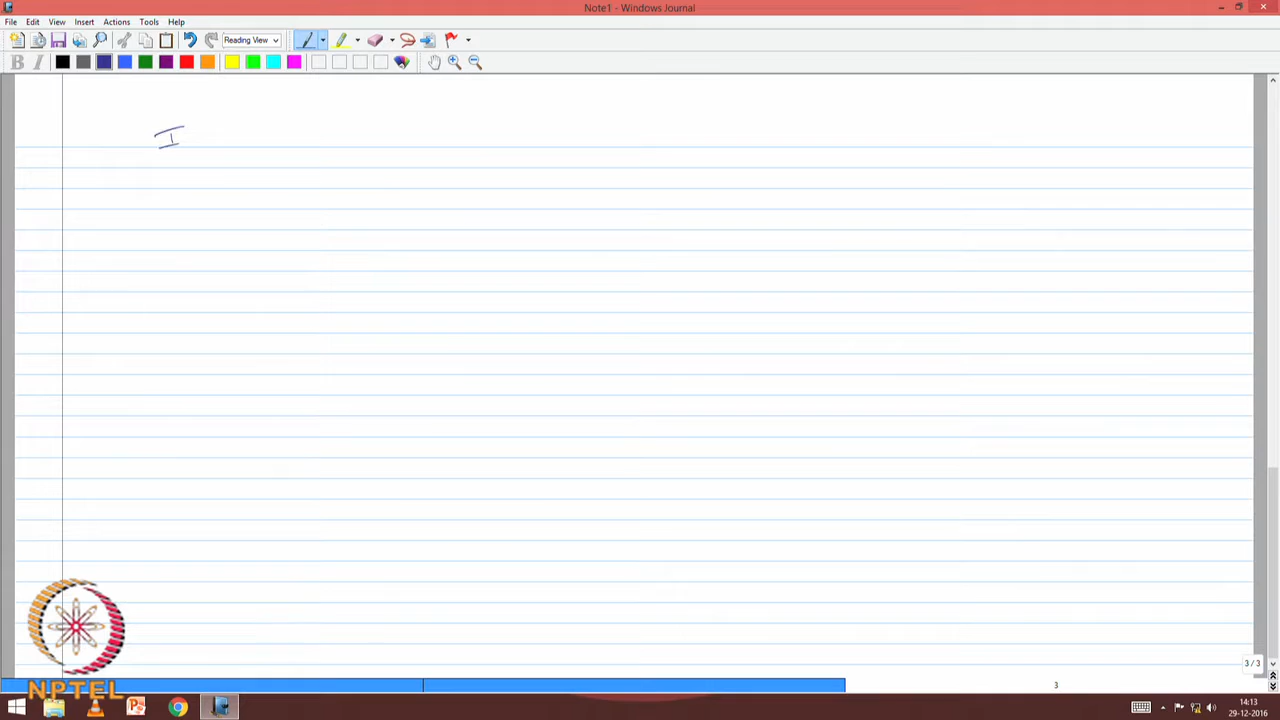 Note1 - Windows Journal
File Edit View Insert Actions Tools Help
B I Reading View
I
3 / 3
3
NPTEL
14:13
29-12-2016